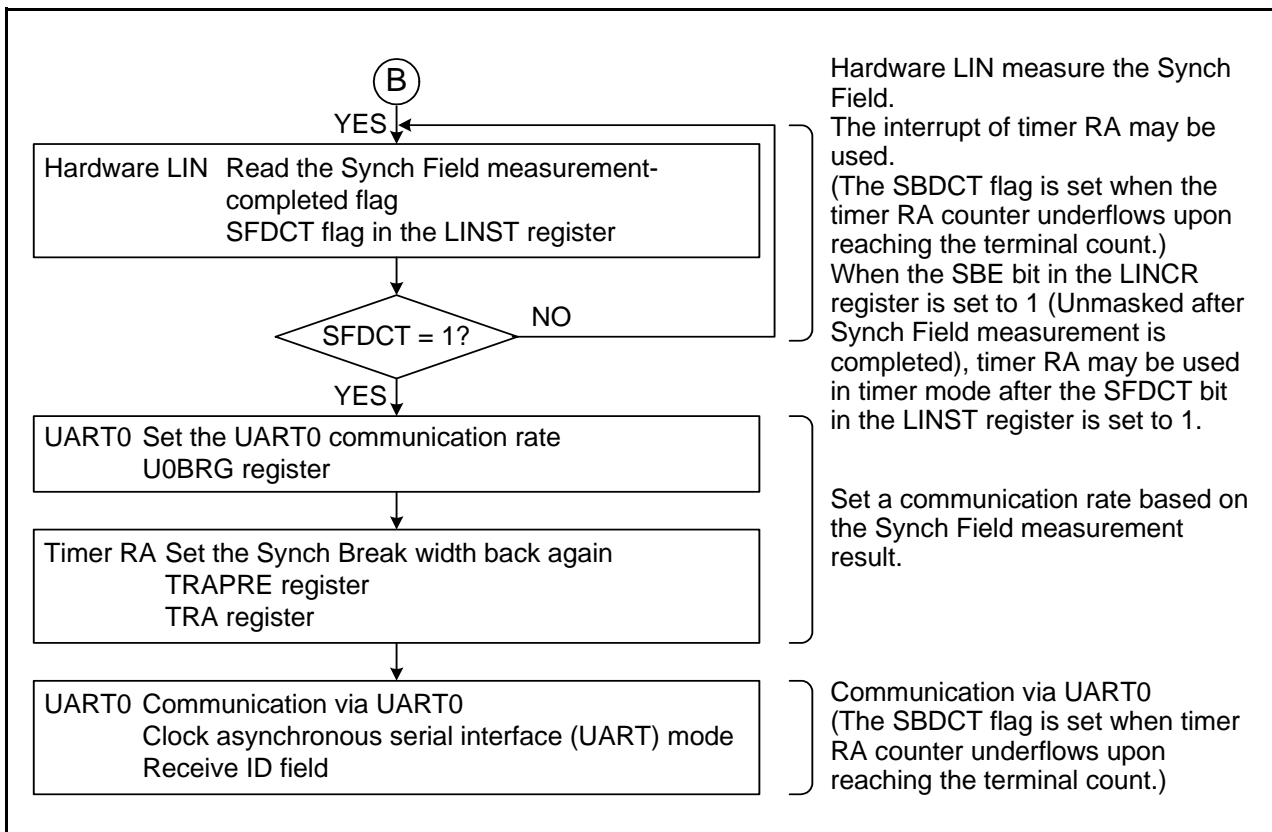 B
YES
Hardware LIN Read the Synch Field measurement-
completed flag
SFDCT flag in the LINST register
SFDCT = 1?
NO
YES
UART0 Set the UART0 communication rate
U0BRG register
Timer RA Set the Synch Break width back again
TRAPRE register
TRA register
UART0 Communication via UART0
Clock asynchronous serial interface (UART) mode
Receive ID field
Hardware LIN measure the Synch
Field.
The interrupt of timer RA may be
used.
(The SBDCT flag is set when the
timer RA counter underflows upon
reaching the terminal count.)
When the SBE bit in the LINCR
register is set to 1 (Unmasked after
Synch Field measurement is
completed), timer RA may be used
in timer mode after the SFDCT bit
in the LINST register is set to 1.
Set a communication rate based on
the Synch Field measurement
result.
Communication via UART0
(The SBDCT flag is set when timer
RA counter underflows upon
reaching the terminal count.)